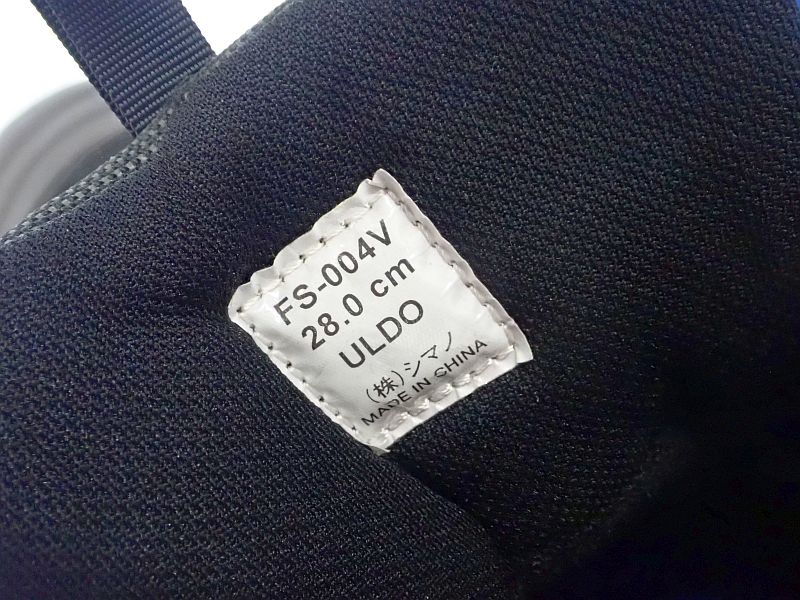 FS-004V
28.0 cm
ULDO
(株)シマノ
MADE IN CHINA